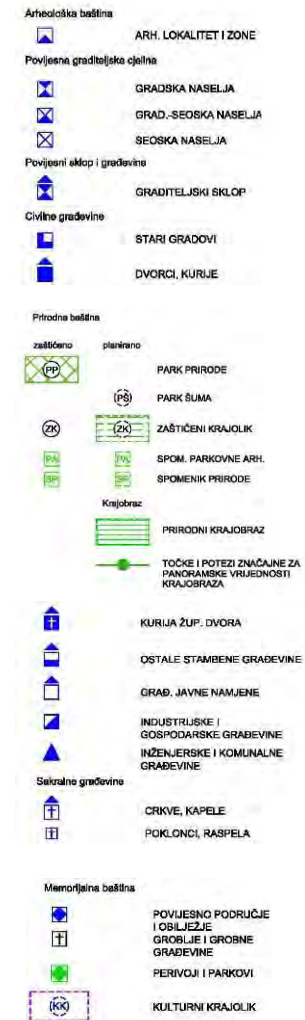 Arheološka baština
ARH. LOKALITET I ZONE
Povijesna graditeljska cjelina
GRADSKA NASELJA
GRAD.-SEOSKA NASELJA
SEOSKA NASELJA
Povijesni sklop i građevine
GRADITELJSKI SKLOP
Civilne građevine
STARI GRADOVI
DVORCI, KURIJE
Prirodna baština
zaštićeno planirano
PP PARK PRIRODE
PŠ PARK ŠUMA
ZK ZK ZAŠTIĆENI KRAJOLIK
PA PA SPOM. PARKOVNE ARH.
SP SP SPOMENIK PRIRODE
Krajobraz
PRIRODNI KRAJOBRAZ
TOČKE I POTEZI ZNAČAJNE ZA
PANORAMSKE VRIJEDNOSTI
KRAJOBRAZA
KURIJA ŽUP. DVORA
OSTALE STAMBENE GRAĐEVINE
GRAĐ. JAVNE NAMJENE
INDUSTRIJSKE I
GOSPODARSKE GRAĐEVINE
INŽENJERSKE I KOMUNALNE
GRAĐEVINE
Sakralne građevine
CRKVE, KAPELE
POKLONCI, RASPELA
Memorijalna baština
POVIJESNO PODRUČJE
I OBILJEŽJE
GROBLJE I GROBNE
GRAĐEVINE
PERIVOJI I PARKOVI
KK KULTURNI KRAJOLIK